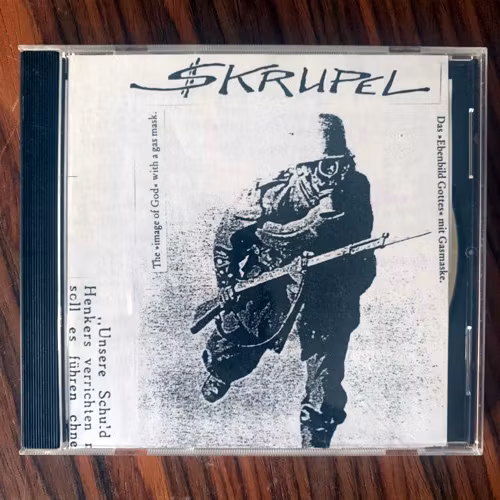 $KRUPEL
The »image of God« with a gas mask.
Das »Ebenbild Gottes« mit Gasmaske.
„Unsere Schu'd
Henkers verrichten
soll es führen ohne